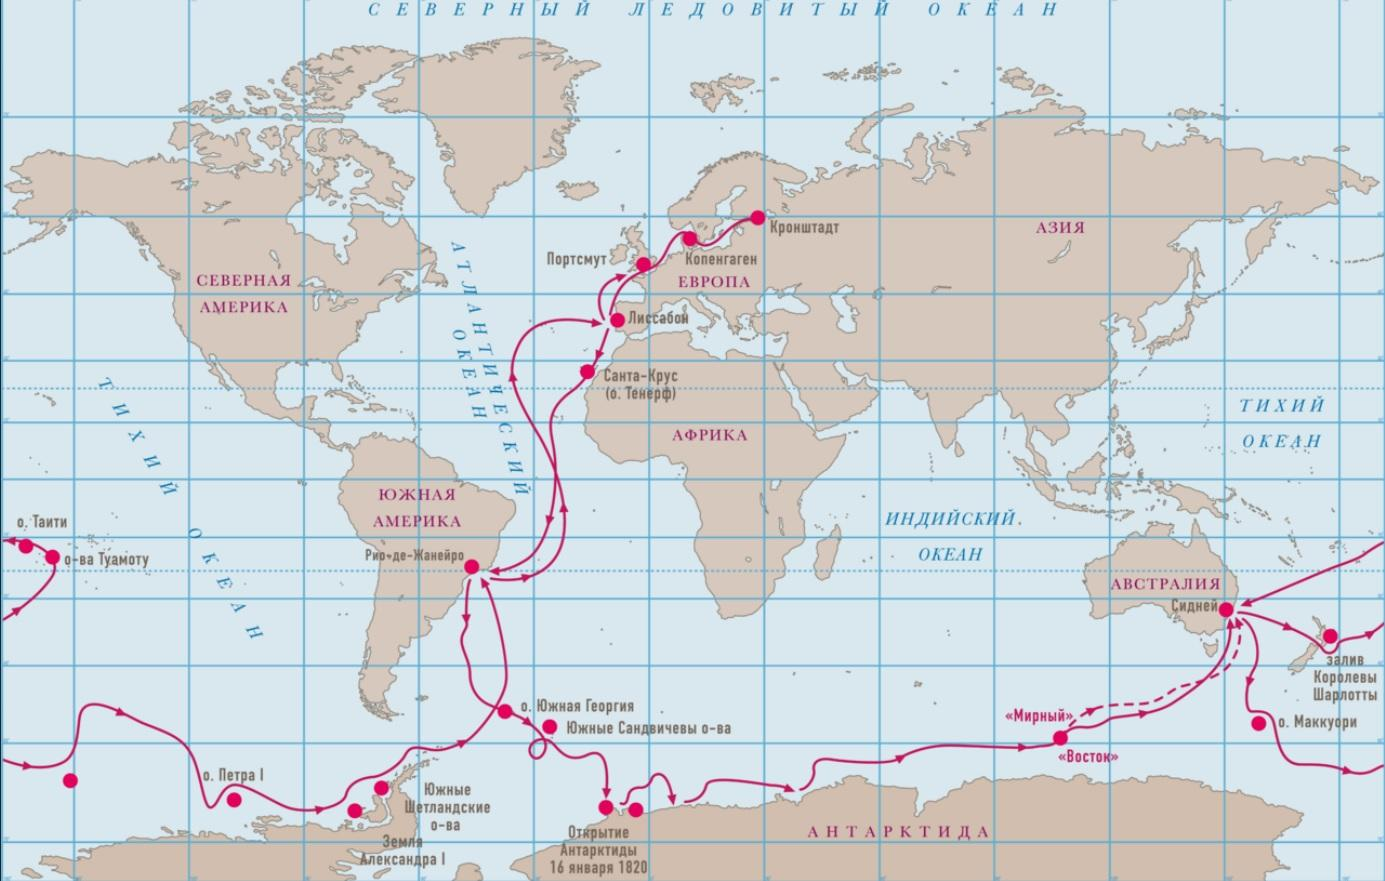 СЕВЕРНЫЙ ЛЕДОВИТЫЙ ОКЕАН
Кронштадт
АЗИЯ
Портсмут
Копенгаген
ЕВРОПА
СЕВЕРНАЯ
АМЕРИКА
АТЛАНТИЧЕСКИЙ
ОКЕАН
Лиссабон
Санта-Крус
(о. Тенерф)
ТИХИЙ
ОКЕАН
ТИХИЙ
ОКЕАН
АФРИКА
ЮЖНАЯ
АМЕРИКА
ИНДИЙСКИЙ
ОКЕАН
о. Таити
о-ва Туамоту
Рио-де-Жанейро
АВСТРАЛИЯ
Сидней
залив
Королевы
Шарлотты
о. Южная Георгия
Южные Сандвичевы о-ва
«Мирный»
«Восток»
о. Маккуори
о. Петра I
Южные
Шетландские
о-ва
Земля
Александра I
Открытие
Антарктиды
16 января 1820
АНТАРКТИДА